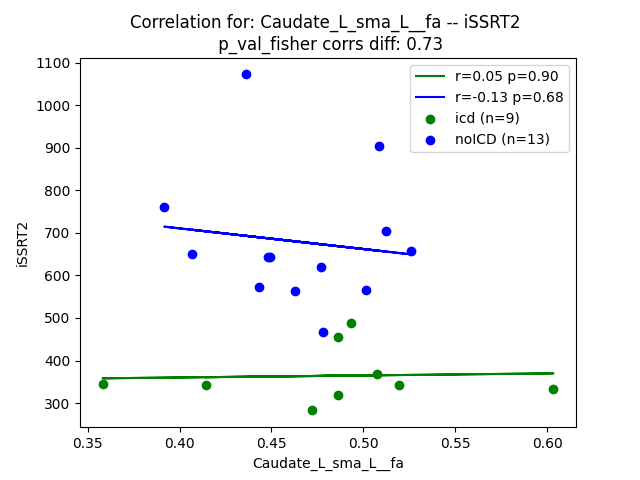 Correlation for: Caudate_L_sma_L__fa -- iSSRT2
p_val_fisher corrs diff: 0.73
r=0.05 p=0.90
r=-0.13 p=0.68
icd (n=9)
noICD (n=13)
1100
1000
900
800
700
600
500
400
300
iSSRT2
0.35 0.40 0.45 0.50 0.55 0.60
Caudate_L_sma_L__fa